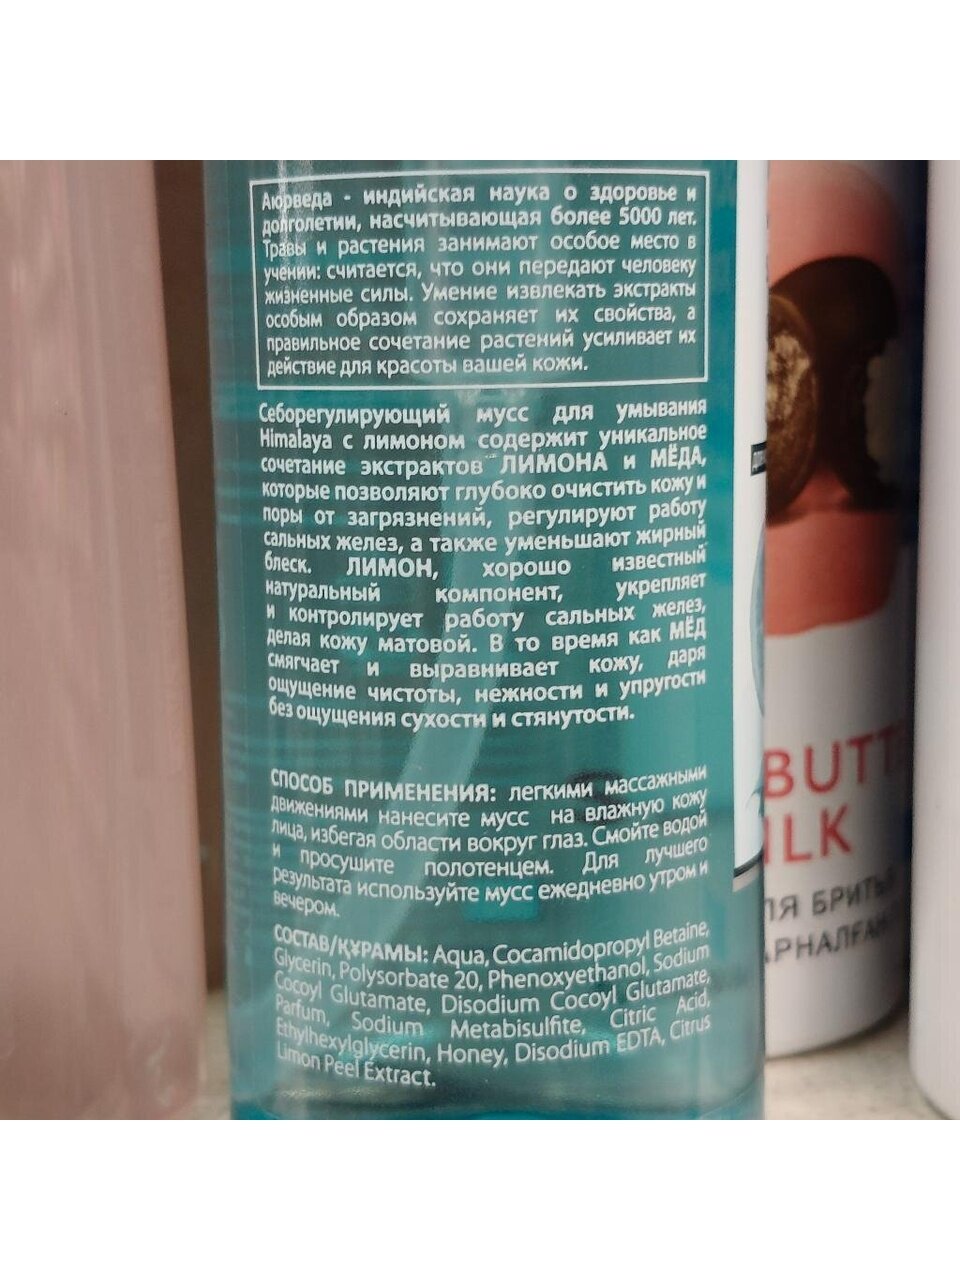 Аюрведа - индийская наука о здоровье и
долголетии, насчитывающая более 5000 лет.
Травы и растения занимают особое место в
учении: считается, что они передают человеку
жизненные силы. Умение извлекать экстракты
особым образом сохраняет их свойства, а
правильное сочетание растений усиливает их
действие для красоты вашей кожи.
Себорегулирующий мусс для умывания
Himalaya с лимоном содержит уникальное
сочетание экстрактов ЛИМОНА и МЁДА,
которые позволяют глубоко очистить кожу и
поры от загрязнений, регулируют работу
сальных желез, а также уменьшают жирный
блеск. ЛИМОН, хорошо известный
натуральный компонент, укрепляет
и контролирует работу сальных желез,
делая кожу матовой. В то время как МЁД
смягчает и выравнивает кожу, даря
ощущение чистоты, нежности и упругости
без ощущения сухости и стянутости.
СПОСОБ ПРИМЕНЕНИЯ: легкими массажными
движениями нанесите мусс на влажную кожу
лица, избегая области вокруг глаз. Смойте водой
и просушите полотенцем. Для лучшего
результата используйте мусс ежедневно утром и
вечером.
СОСТАВ/ҚҰРАМЫ: Aqua, Cocamidopropyl Betaine,
Glycerin, Polysorbate 20, Phenoxyethanol, Sodium
Cocoyl Glutamate, Disodium Cocoyl Glutamate,
Parfum, Sodium Metabisulfite, Citric Acid,
Ethylhexylglycerin, Honey, Disodium EDTA, Citrus
Limon Peel Extract.
BUTT
ILK
ЛЯ БРИТЬЯ
АРНАЛҒАН